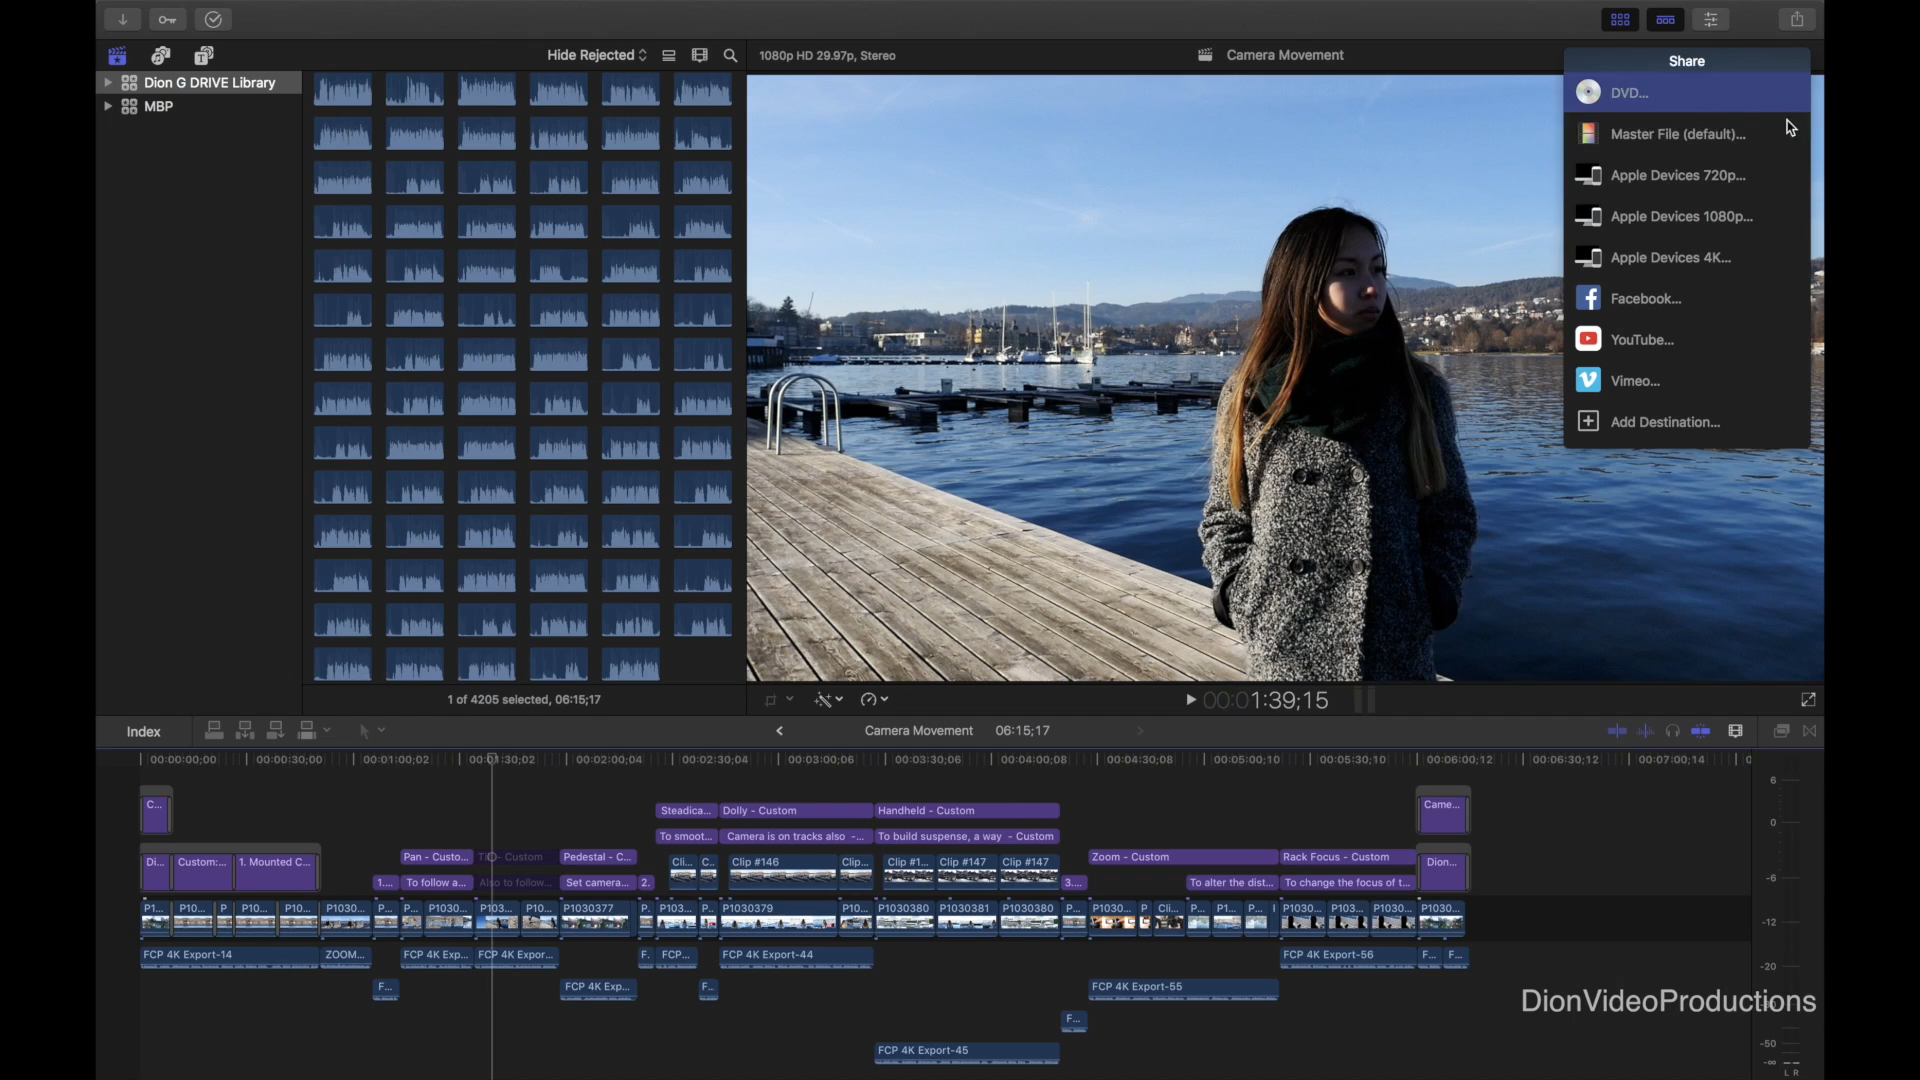 Hide Rejected
1080p HD 29.97p, Stereo
Camera Movement
Share
Dion G DRIVE Library
MBP
DVD...
Master File (default)...
Apple Devices 720p...
Apple Devices 1080p...
Apple Devices 4K...
Facebook...
YouTube...
Vimeo...
Add Destination...
1 of 4205 selected, 06:15;17
00:01:39;15
Index
Camera Movement 06:15;17
00:00:00;00 00:00:30;00 00:01:00;02 00:01:30;02 00:02:00;04 00:02:30;04 00:03:00;06 00:03:30;06 00:04:00;08 00:04:30;08 00:05:00;10 00:05:30;10 00:06:00;12 00:06:30;12 00:07:00;14
C... Steadica... Dolly - Custom Handheld - Custom Came...
To smoot... Camera is on tracks also -... To build suspense, a way - Custom
Di... Custom:... 1. Mounted C... Pan - Custo... Pedestal - C... Cli... C... Clip #146 Clip... Clip #1... Clip #147 Clip #147 Zoom - Custom Rack Focus - Custom Dion...
1.... To follow a... Also to follow... Set camera... 2. 3.... To alter the dist... To change the focus of t...
P1... P10... P P10... P10... P1030... P... P... P1030... P103... P10... P1030377 P. P103... P.. P1030379 P10... P1030380 P1030381 P1030380 P... P1030... P Cli... P... P1... P... P1030... P103... P1030... P1030...
FCP 4K Export-14 ZOOM... FCP 4K Exp... FCP 4K Expor... F. FCP... FCP 4K Export-44 FCP 4K Export-56 F... F...
F... FCP 4K Exp... F.. FCP 4K Export-55
F...
FCP 4K Export-45
6
0
-6
-12
-20
-50
-∞
L R
DionVideoProductions